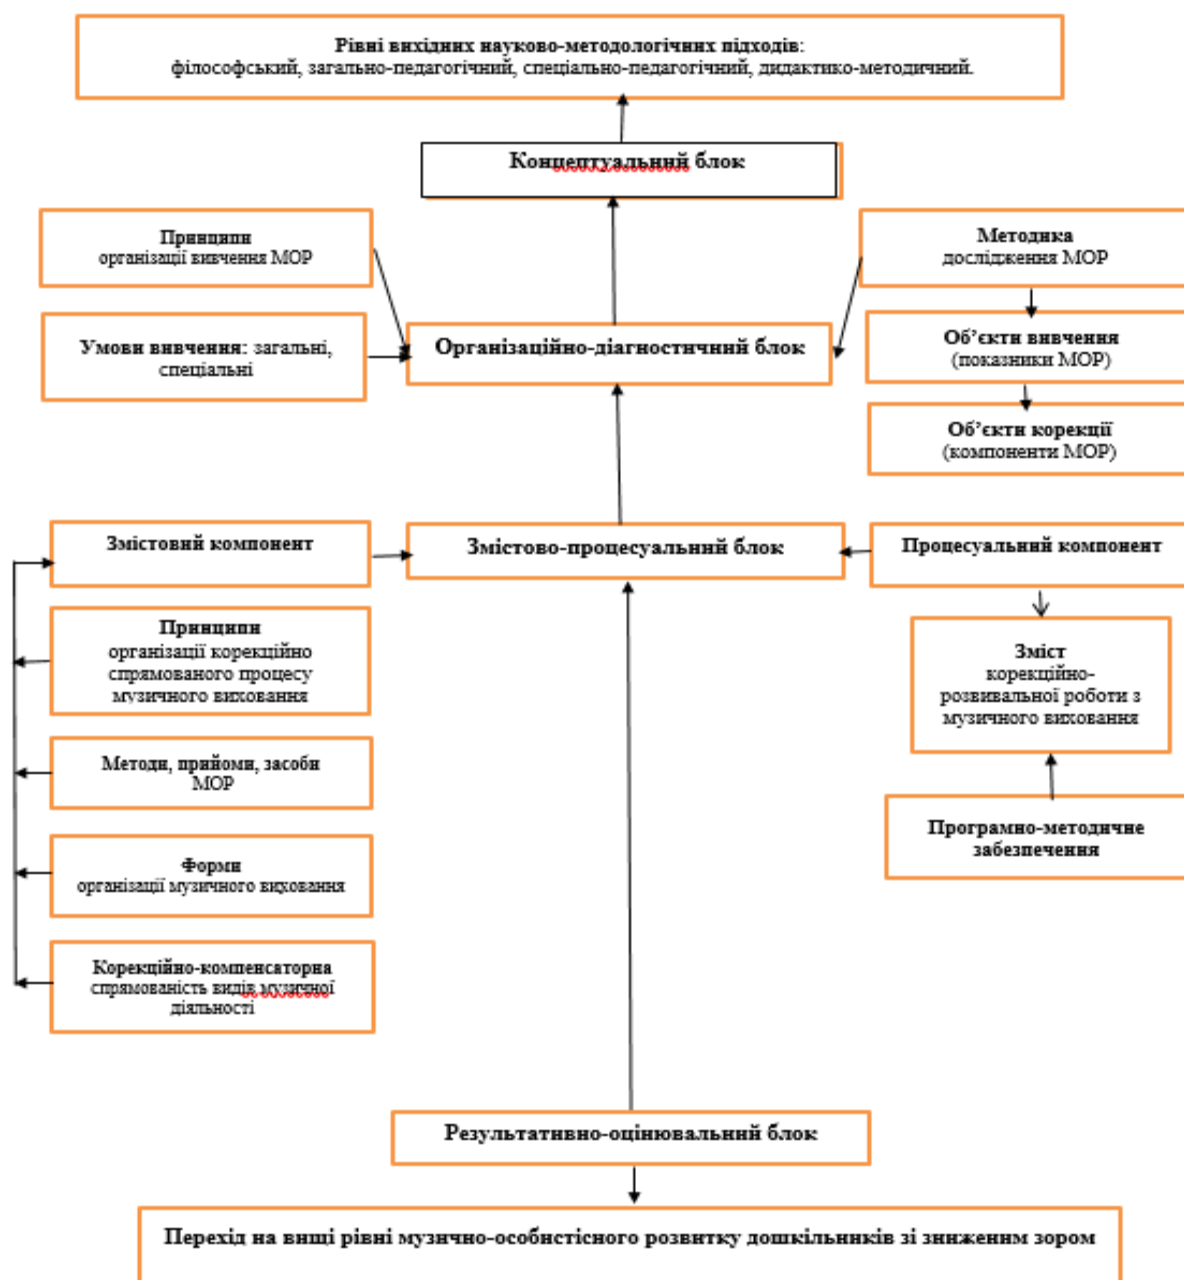 Рівні вихідних науково-методологічних підходів:
філософський, загально-педагогічний, спеціально-педагогічний, дидактико-методичний.
Концептуальний блок
Принципи
організації вивчення МОР
Методика
дослідження МОР
Умови вивчення: загальні,
спеціальні
Організаційно-діагностичний блок
Об’єкти вивчення
(показники МОР)
Об’єкти корекції
(компоненти МОР)
Змістовий компонент
Змістово-процесуальний блок
Процесуальний компонент
Принципи
організації корекційно
спрямованого процесу
музичного виховання
Зміст
корекційно-
розвивальної роботи з
музичного виховання
Методи, прийоми, засоби
МОР
Програмно-методичне
забезпечення
Форми
організації музичного виховання
Корекційно-компенсаторна
спрямованість видів музичної
діяльності
Результативно-оцінювальний блок
Перехід на вищі рівні музично-особистісного розвитку дошкільників зі зниженим зором